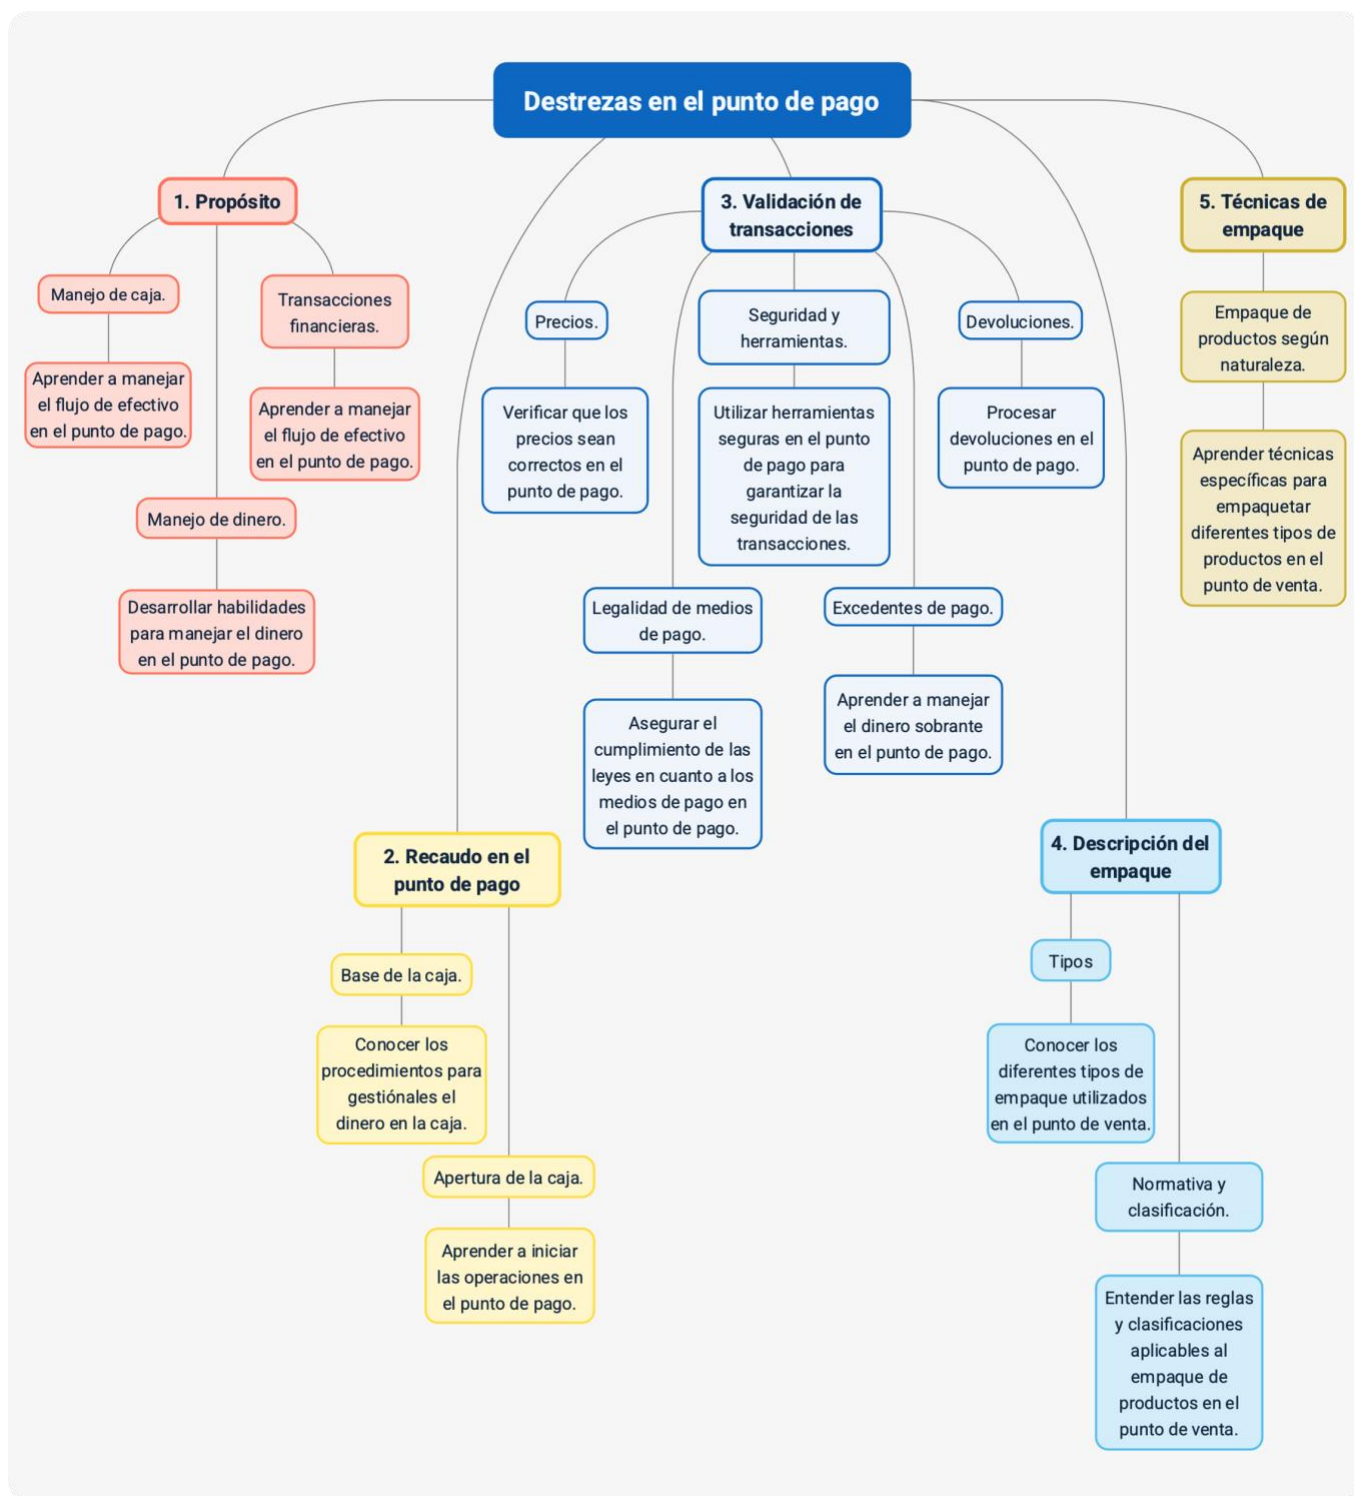 Destrezas en el punto de pago
1. Propósito
Manejo de caja.
Aprender a manejar
el flujo de efectivo
en el punto de pago.
Manejo de dinero.
Desarrollar habilidades
para manejar el dinero
en el punto de pago.
Transacciones
financieras.
Aprender a manejar
el flujo de efectivo
en el punto de pago.
2. Recaudo en el
punto de pago
Base de la caja.
Conocer los
procedimientos para
gestiónales el
dinero en la caja.
Apertura de la caja.
Aprender a iniciar
las operaciones en
el punto de pago.
3. Validación de
transacciones
Precios.
Verificar que los
precios sean
correctos en el
punto de pago.
Legalidad de medios
de pago.
Asegurar el
cumplimiento de las
leyes en cuanto a los
medios de pago en
el punto de pago.
Seguridad y
herramientas.
Utilizar herramientas
seguras en el punto
de pago para
garantizar la
seguridad de las
transacciones.
Excedentes de pago.
Aprender a manejar
el dinero sobrante
en el punto de pago.
Devoluciones.
Procesar
devoluciones en el
punto de pago.
4. Descripción del
empaque
Tipos
Conocer los
diferentes tipos de
empaque utilizados
en el punto de venta.
Normativa y
clasificación.
Entender las reglas
y clasificaciones
aplicables al
empaque de
productos en el
punto de venta.
5. Técnicas de
empaque
Empaque de
productos según
naturaleza.
Aprender técnicas
específicas para
empaquetar
diferentes tipos de
productos en el
punto de venta.